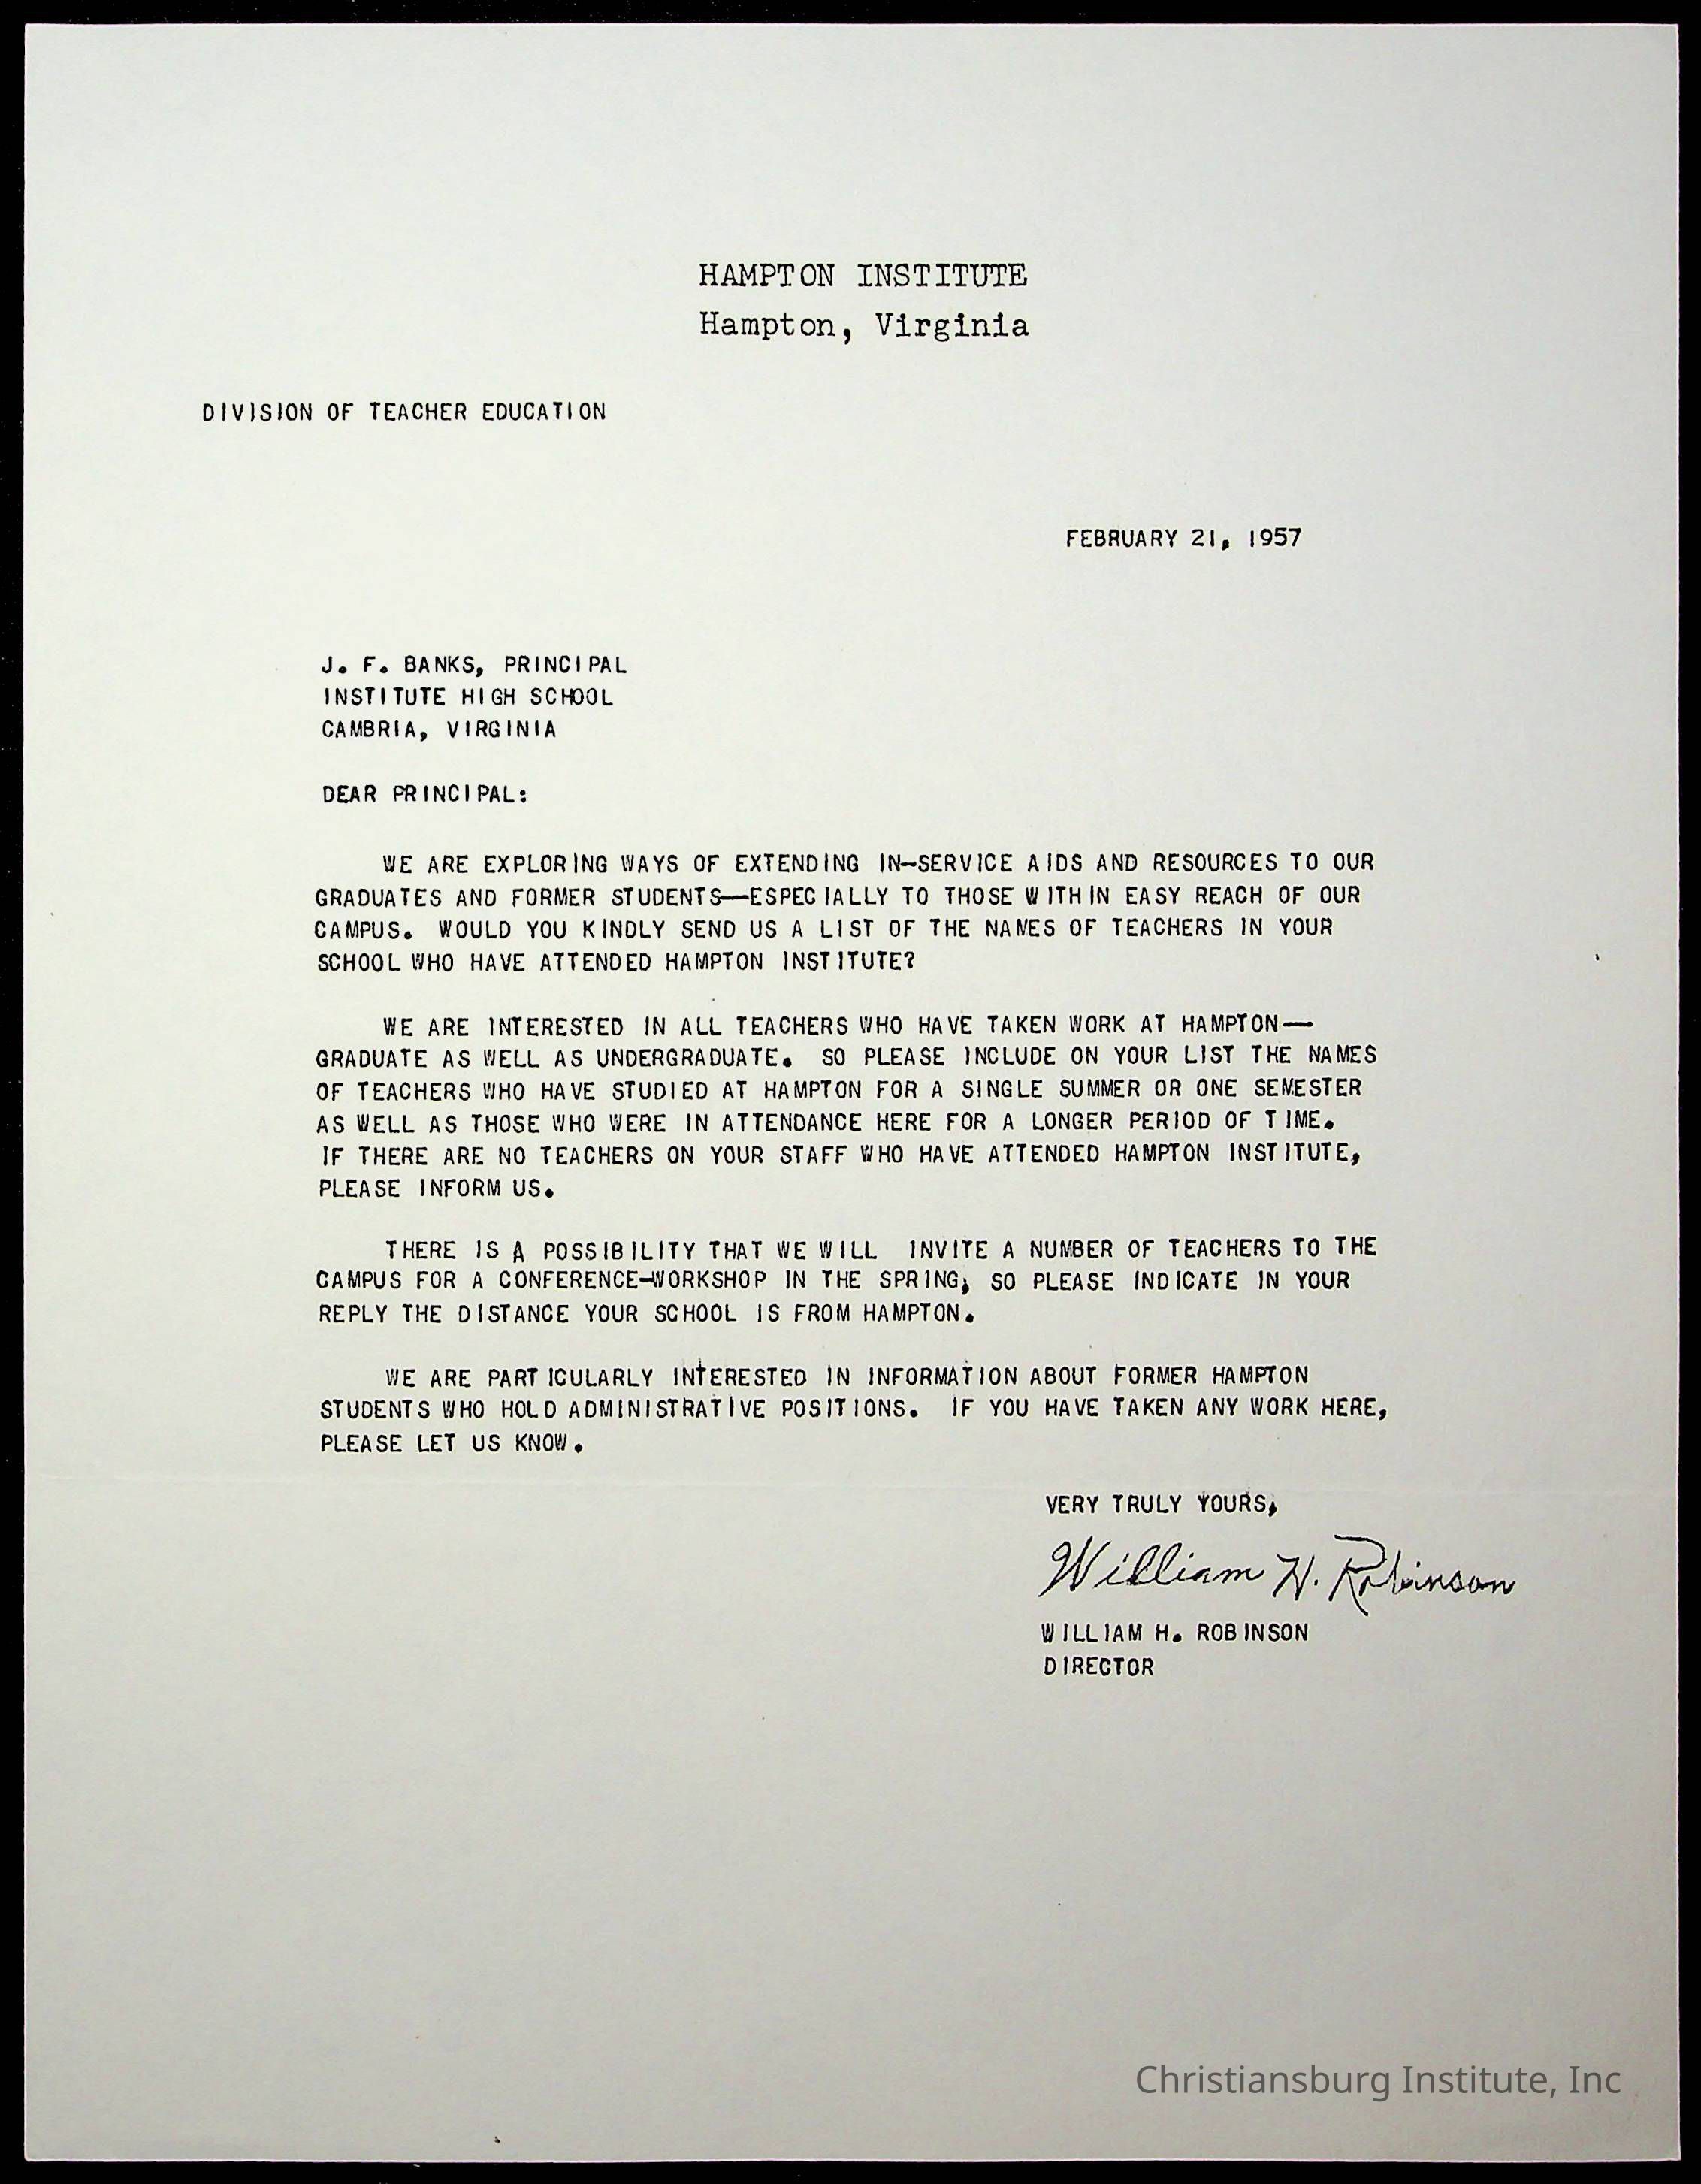 HAMPTON INSTITUTE
Hampton, Virginia
DIVISION OF TEACHER EDUCATION
FEBRUARY 21, 1957
J. F. BANKS, PRINCIPAL
INSTITUTE HIGH SCHOOL
CAMBRIA, VIRGINIA
DEAR PRINCIPAL:
WE ARE EXPLORING WAYS OF EXTENDING IN-SERVICE AIDS AND RESOURCES TO OUR
GRADUATES AND FORMER STUDENTS—ESPECIALLY TO THOSE WITHIN EASY REACH OF OUR
CAMPUS. WOULD YOU KINDLY SEND US A LIST OF THE NAMES OF TEACHERS IN YOUR
SCHOOL WHO HAVE ATTENDED HAMPTON INSTITUTE?
WE ARE INTERESTED IN ALL TEACHERS WHO HAVE TAKEN WORK AT HAMPTON—
GRADUATE AS WELL AS UNDERGRADUATE. SO PLEASE INCLUDE ON YOUR LIST THE NAMES
OF TEACHERS WHO HAVE STUDIED AT HAMPTON FOR A SINGLE SUMMER OR ONE SEMESTER
AS WELL AS THOSE WHO WERE IN ATTENDANCE HERE FOR A LONGER PERIOD OF TIME.
IF THERE ARE NO TEACHERS ON YOUR STAFF WHO HAVE ATTENDED HAMPTON INSTITUTE,
PLEASE INFORM US.
THERE IS A POSSIBILITY THAT WE WILL INVITE A NUMBER OF TEACHERS TO THE
CAMPUS FOR A CONFERENCE-WORKSHOP IN THE SPRING; SO PLEASE INDICATE IN YOUR
REPLY THE DISTANCE YOUR SCHOOL IS FROM HAMPTON.
WE ARE PARTICULARLY INTERESTED IN INFORMATION ABOUT FORMER HAMPTON
STUDENTS WHO HOLD ADMINISTRATIVE POSITIONS. IF YOU HAVE TAKEN ANY WORK HERE,
PLEASE LET US KNOW.
VERY TRULY YOURS,
William H. Robinson
WILLIAM H. ROBINSON
DIRECTOR
Christiansburg Institute, Inc